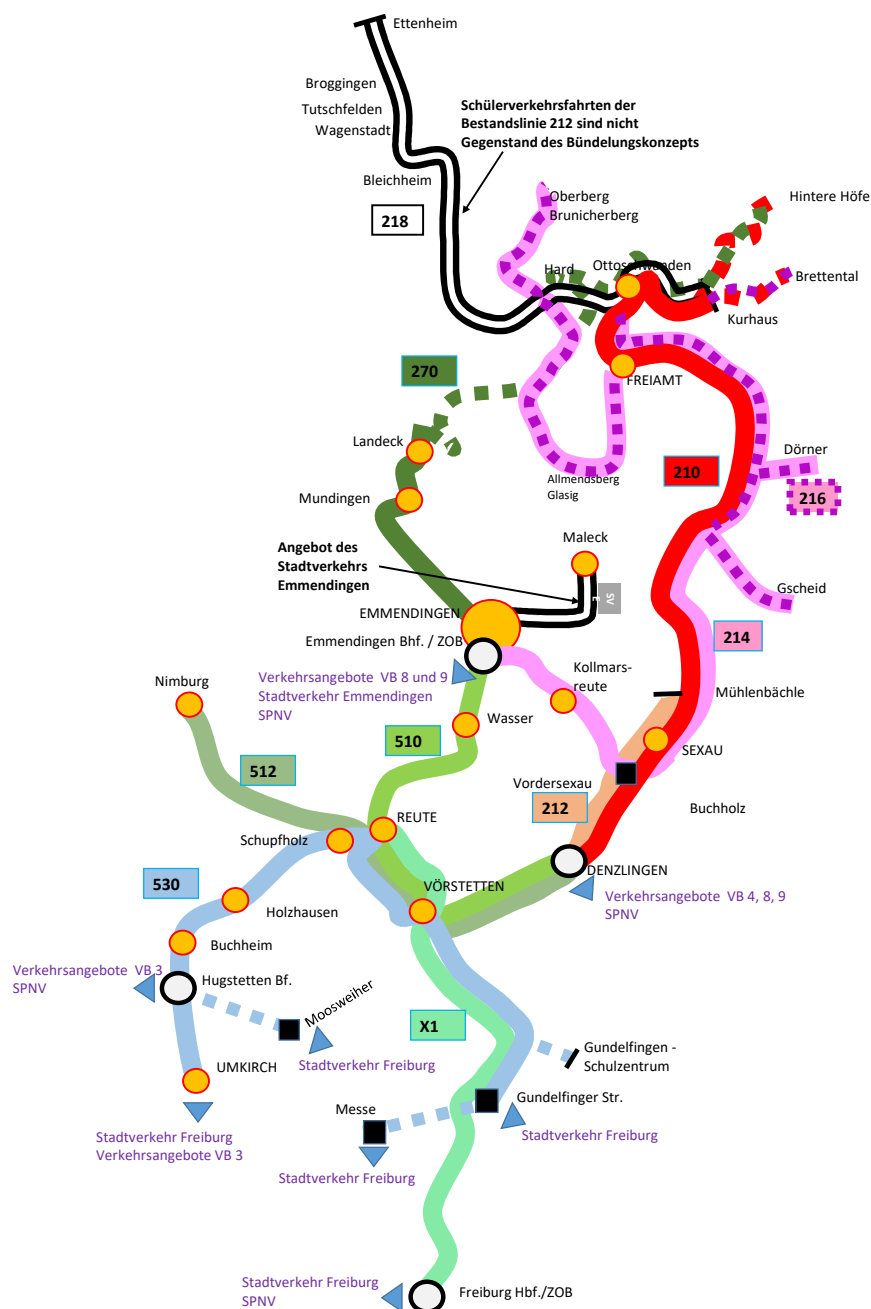 Ettenheim
Broggingen
Tutschfelden
Wagenstadt
Schülerverkehrsfahrten der
Bestandslinie 212 sind nicht
Gegenstand des Bündelungskonzepts
Bleichheim
218
Oberberg
Brunicherberg
Hintere Höfe
Hard
Ottoschwanden
Brettental
Kurhaus
270
FREIAMT
Landeck
Dörner
210
Allmendsberg
Glasig
216
Mundingen
Maleck
Angebot des
Stadtverkehrs
Emmendingen
SV
E
Gscheid
EMMENDINGEN
Emmendingen Bhf. / ZOB
214
Kollmars-
reute
Verkehrsangebote VB 8 und 9
Stadtverkehr Emmendingen
SPNV
Mühlenbächle
Nimburg
Wasser
510
SEXAU
512
Vordersexau
Buchholz
212
REUTE
Schupfholz
DENZLINGEN
530
VÖRSTETTEN
Verkehrsangebote VB 4, 8, 9
SPNV
Holzhausen
Buchheim
Verkehrsangebote VB 3
SPNV
Hugstetten Bf.
Moosweiher
X1
Stadtverkehr Freiburg
Gundelfingen -
Schulzentrum
UMKIRCH
Gundelfinger Str.
Messe
Stadtverkehr Freiburg
Stadtverkehr Freiburg
Verkehrsangebote VB 3
Stadtverkehr Freiburg
Stadtverkehr Freiburg
SPNV
Freiburg Hbf./ZOB